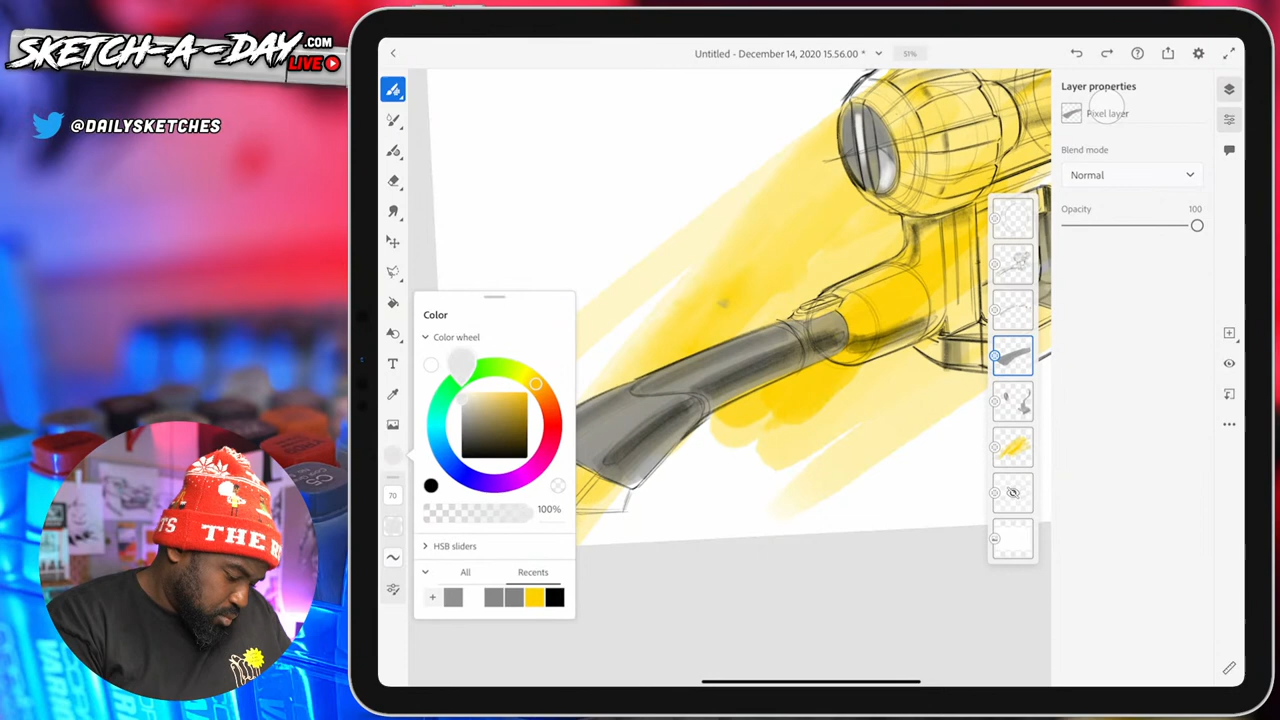 SKETCH-A-DAY.COM
LIVE
@DAILYSKETCHES
Untitled - December 14, 2020 15.56.00 *
51%
Layer properties
Pixel layer
Blend mode
Normal
Opacity
100
Color
Color wheel
100%
HSB sliders
All
Recents
70
T
THE